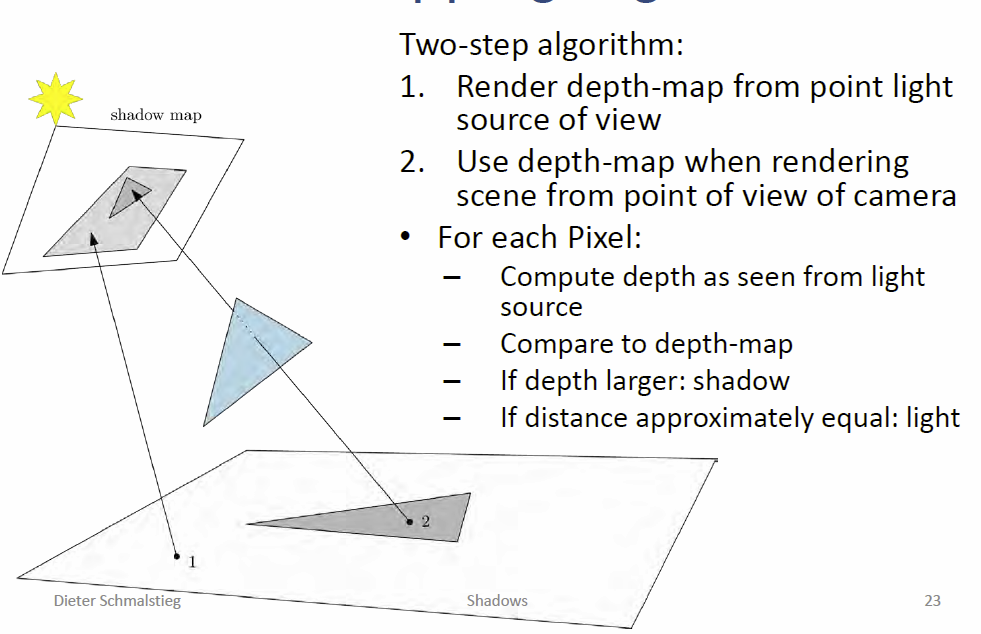 Two-step algorithm:
1. Render depth-map from point light
source of view
2. Use depth-map when rendering
scene from point of view of camera
• For each Pixel:
– Compute depth as seen from light
source
– Compare to depth-map
– If depth larger: shadow
– If distance approximately equal: light
shadow map
2
1
Dieter Schmalstieg
Shadows
23